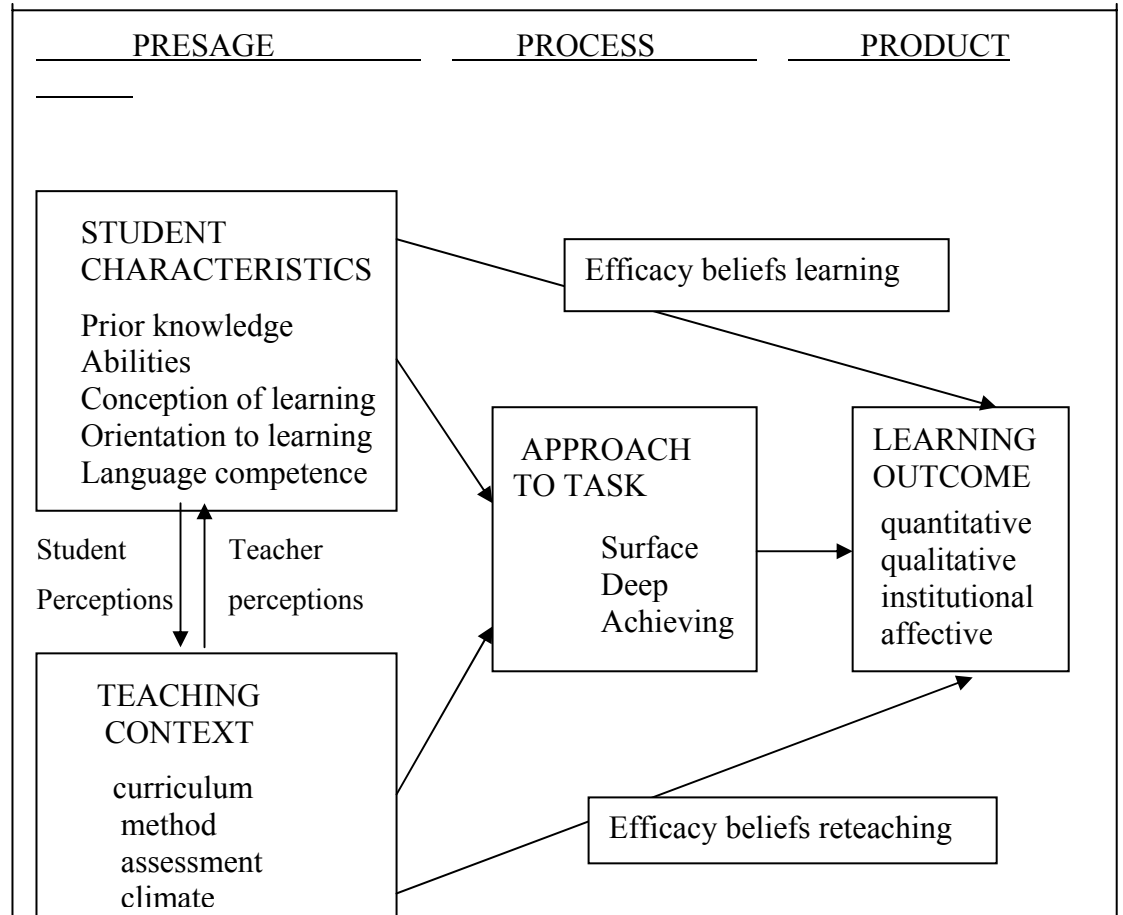 PRESAGE PROCESS PRODUCT
STUDENT
CHARACTERISTICS
Prior knowledge
Abilities
Conception of learning
Orientation to learning
Language competence
Efficacy beliefs learning
APPROACH
TO TASK
Surface
Deep
Achieving
LEARNING
OUTCOME
quantitative
qualitative
institutional
affective
Student
Perceptions
Teacher
perceptions
TEACHING
CONTEXT
curriculum
method
assessment
climate
Efficacy beliefs reteaching